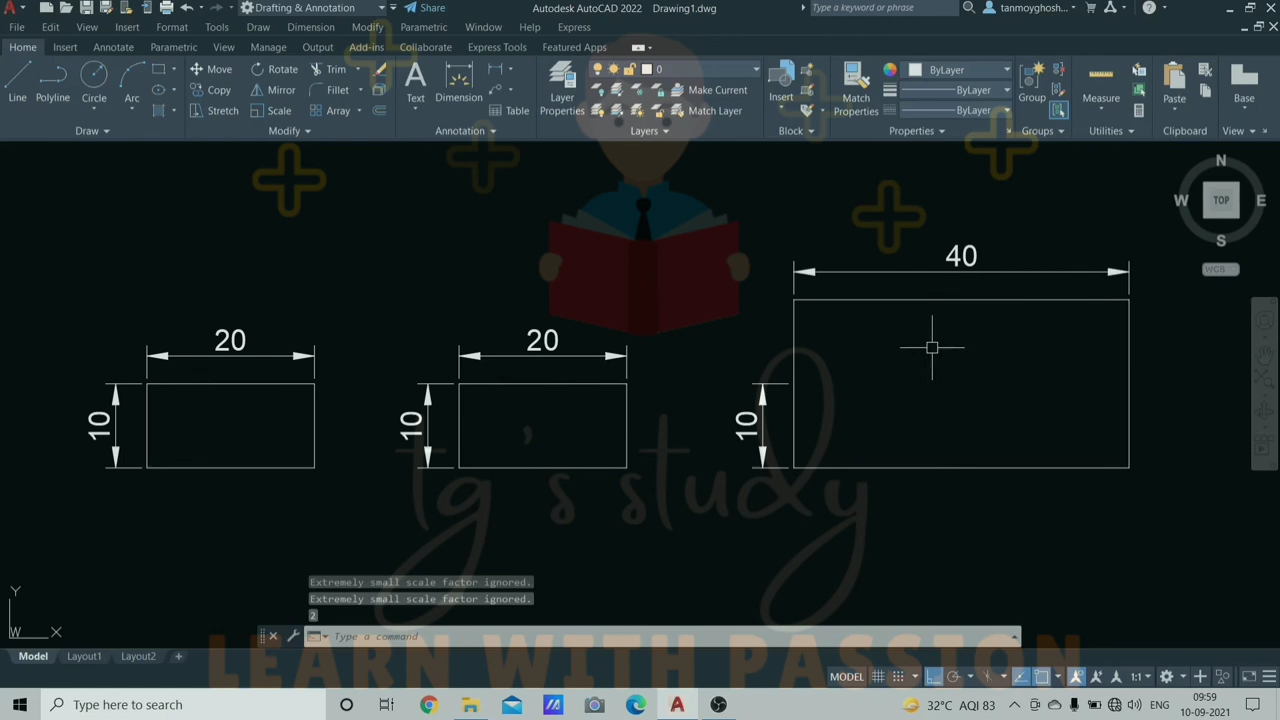 Drafting & Annotation
Share
Autodesk AutoCAD 2022 Drawing1.dwg
Type a keyword or phrase
tanmoyghosh...
File Edit View Insert Format Tools Draw Dimension Modify Parametric Window Help Express
Home Insert Annotate Parametric View Manage Output Add-ins Collaborate Express Tools Featured Apps
Line Polyline Circle Arc
Move Rotate Trim
Copy Mirror Fillet
Stretch Scale Array
Text Dimension Table
Layer Properties
0
Make Current
Match Layer
Insert
Match Properties
ByLayer
ByLayer
ByLayer
Group
Measure
Paste
Base
Draw Modify Annotation Layers Block Properties Groups Utilities Clipboard View
N
W TOP E
S
WCS
40
20
20
10
10
10
tg's study
Extremely small scale factor ignored.
Extremely small scale factor ignored.
2
Type a command
Y
W X
LEARN WITH PASSION
Model Layout1 Layout2 +
MODEL 1:1
Type here to search
32°C AQI 83
ENG
09:59
10-09-2021